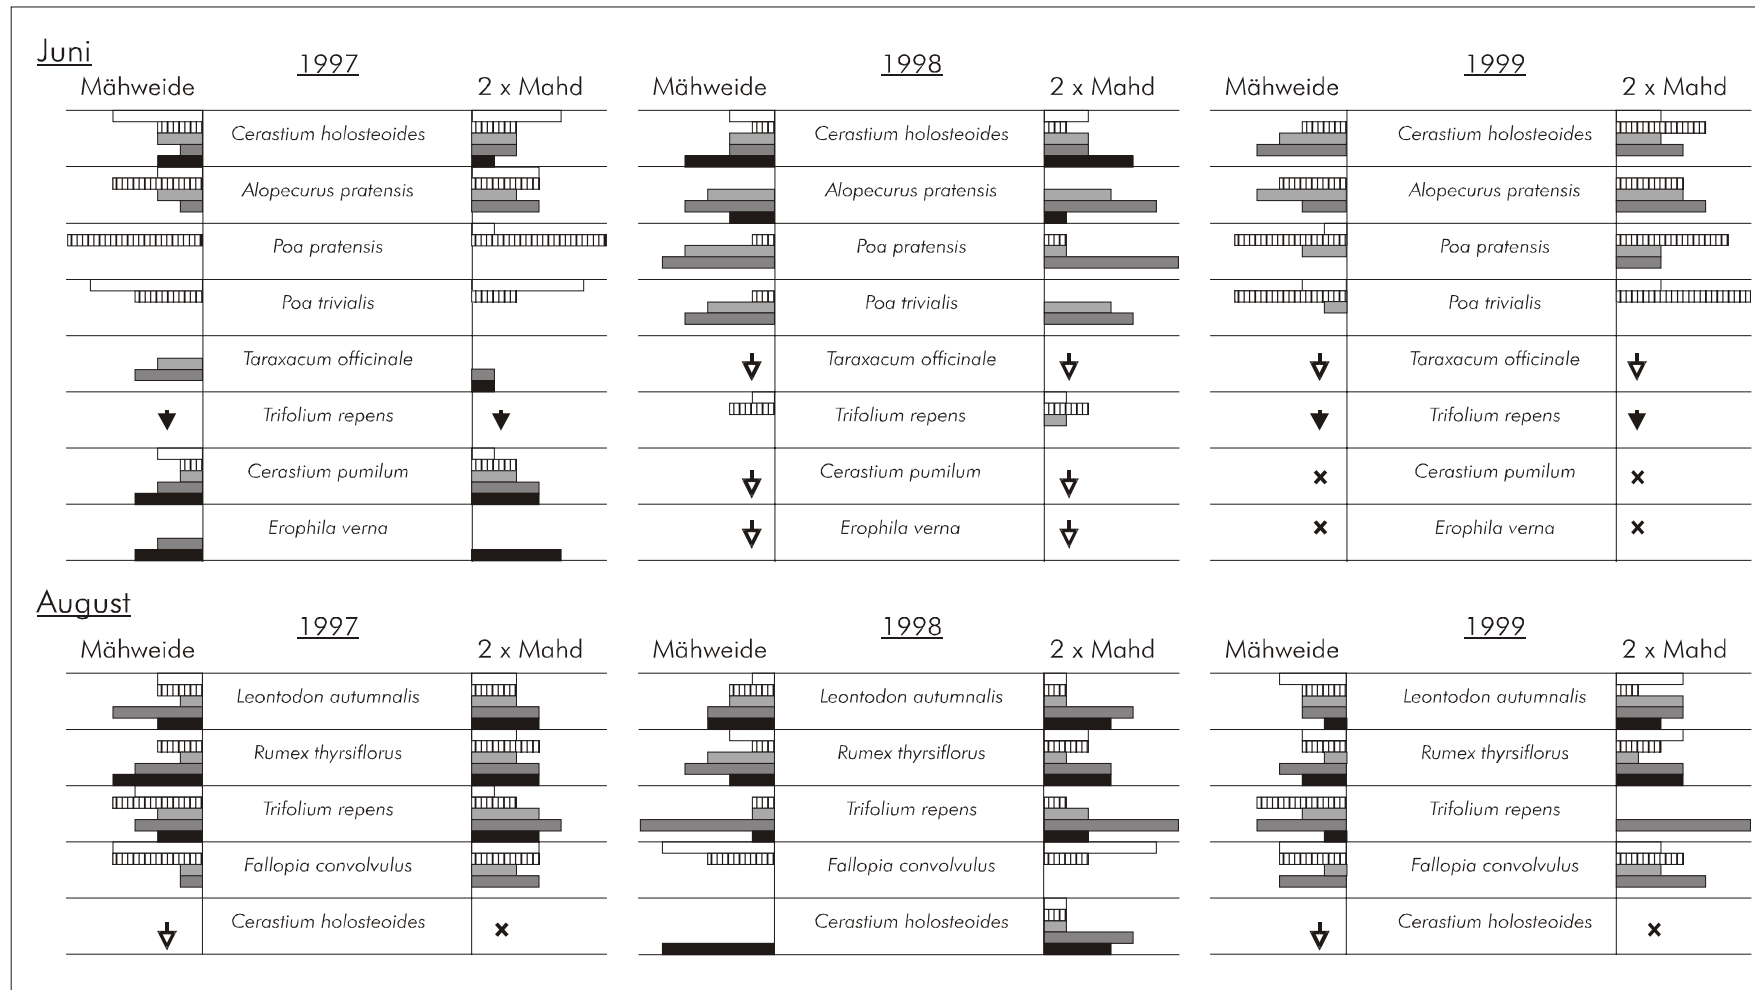 Juni
1997 1998 1999
Mähweide 2 x Mahd Mähweide 2 x Mahd Mähweide 2 x Mahd
Cerastium holosteoides Cerastium holosteoides Cerastium holosteoides
Alopecurus pratensis Alopecurus pratensis Alopecurus pratensis
Poa pratensis Poa pratensis Poa pratensis
Poa trivialis Poa trivialis Poa trivialis
Taraxacum officinale Taraxacum officinale Taraxacum officinale
Trifolium repens Trifolium repens Trifolium repens
Cerastium pumilum Cerastium pumilum Cerastium pumilum
Erophila verna Erophila verna Erophila verna
August
1997 1998 1999
Mähweide 2 x Mahd Mähweide 2 x Mahd Mähweide 2 x Mahd
Leontodon autumnalis Leontodon autumnalis Leontodon autumnalis
Rumex thyrsiflorus Rumex thyrsiflorus Rumex thyrsiflorus
Trifolium repens Trifolium repens Trifolium repens
Fallopia convolvulus Fallopia convolvulus Fallopia convolvulus
Cerastium holosteoides Cerastium holosteoides Cerastium holosteoides